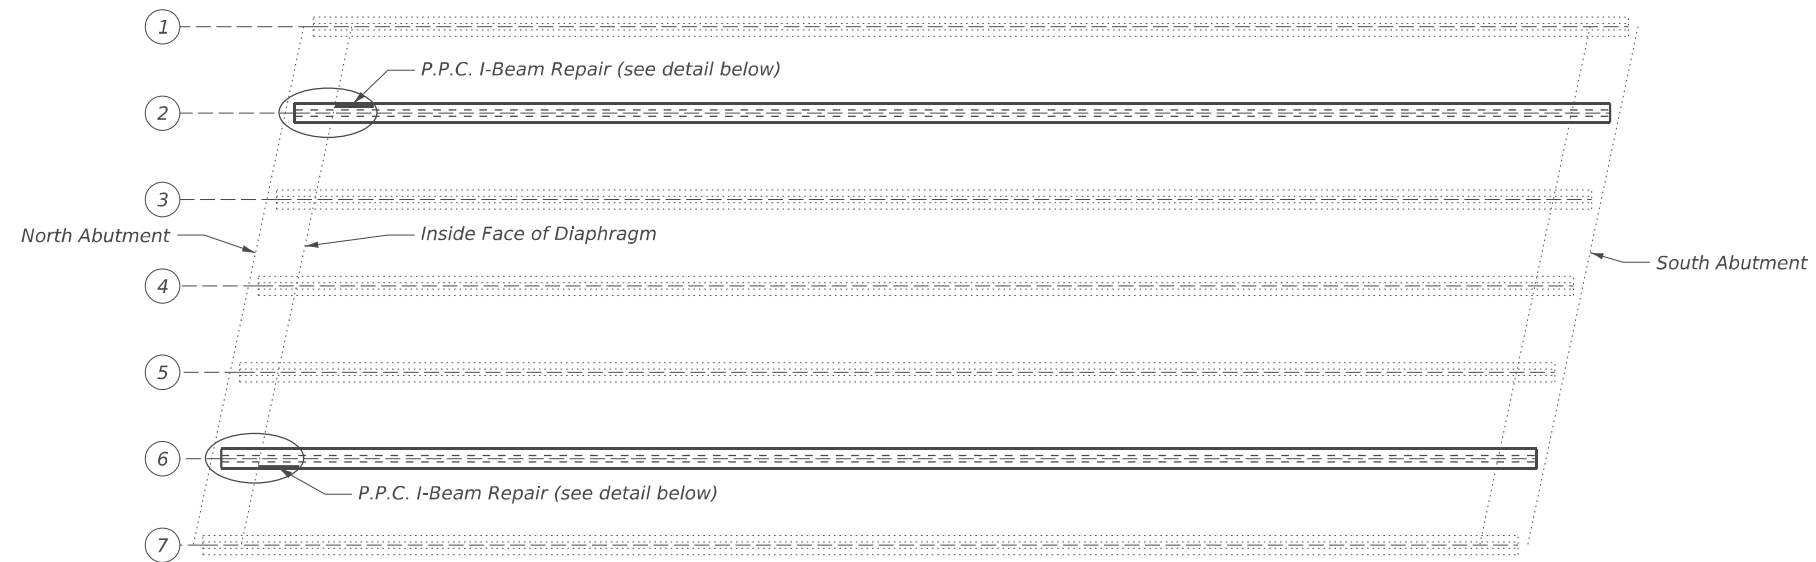 1
P.P.C. I-Beam Repair (see detail below)
2
3
North Abutment
Inside Face of Diaphragm
South Abutment
4
5
6
P.P.C. I-Beam Repair (see detail below)
7